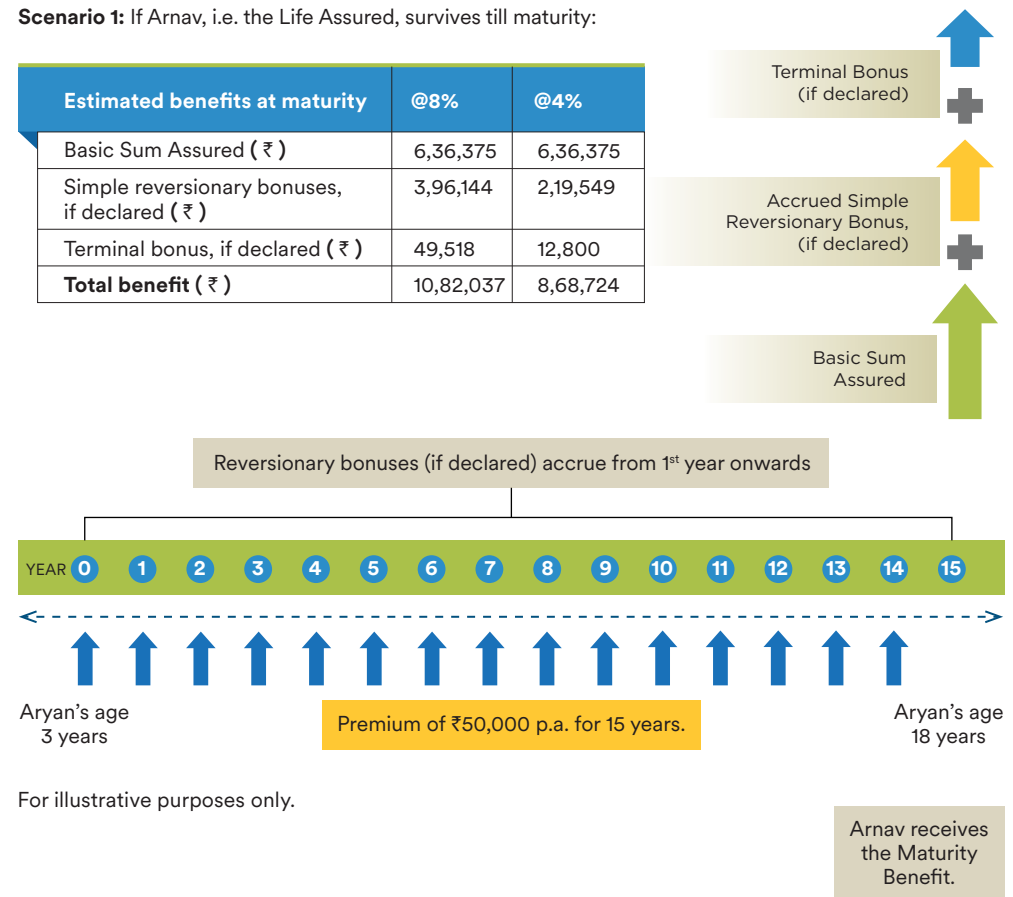 Scenario 1: If Arnav, i.e. the Life Assured, survives till maturity:
Estimated benefits at maturity @8% @4%
Basic Sum Assured ( ₹ ) 6,36,375 6,36,375
Simple reversionary bonuses, 3,96,144 2,19,549
if declared ( ₹ )
Terminal bonus, if declared ( ₹ ) 49,518 12,800
Total benefit ( ₹ ) 10,82,037 8,68,724
Terminal Bonus
(if declared)
Accrued Simple
Reversionary Bonus,
(if declared)
Basic Sum
Assured
Reversionary bonuses (if declared) accrue from 1st year onwards
YEAR 0 1 2 3 4 5 6 7 8 9 10 11 12 13 14 15
Aryan's age
3 years
Premium of ₹50,000 p.a. for 15 years.
Aryan's age
18 years
For illustrative purposes only.
Arnav receives
the Maturity
Benefit.